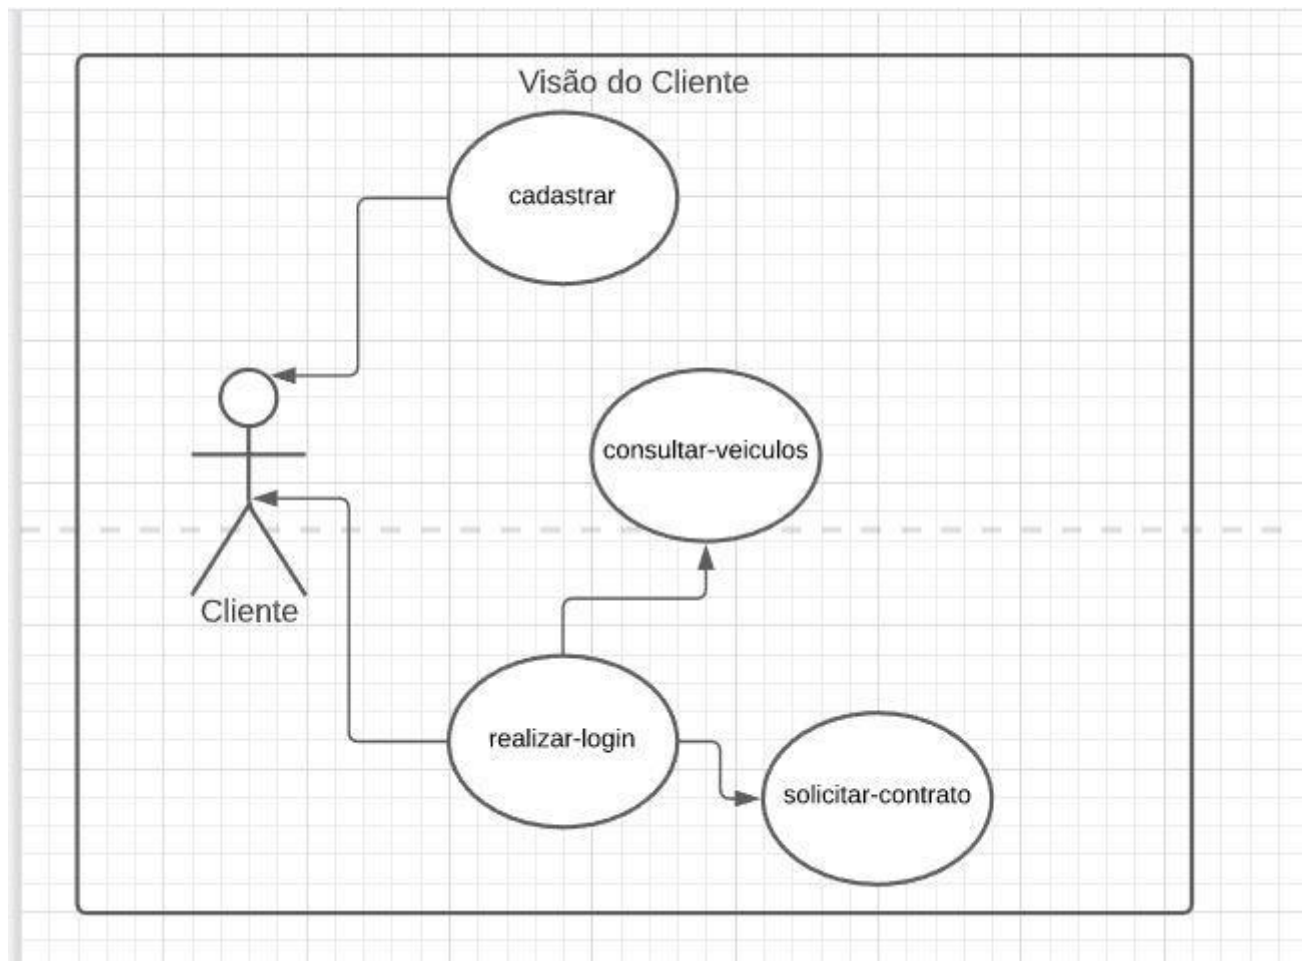 Visão do Cliente
cadastrar
consultar-veiculos
Cliente
realizar-login
solicitar-contrato